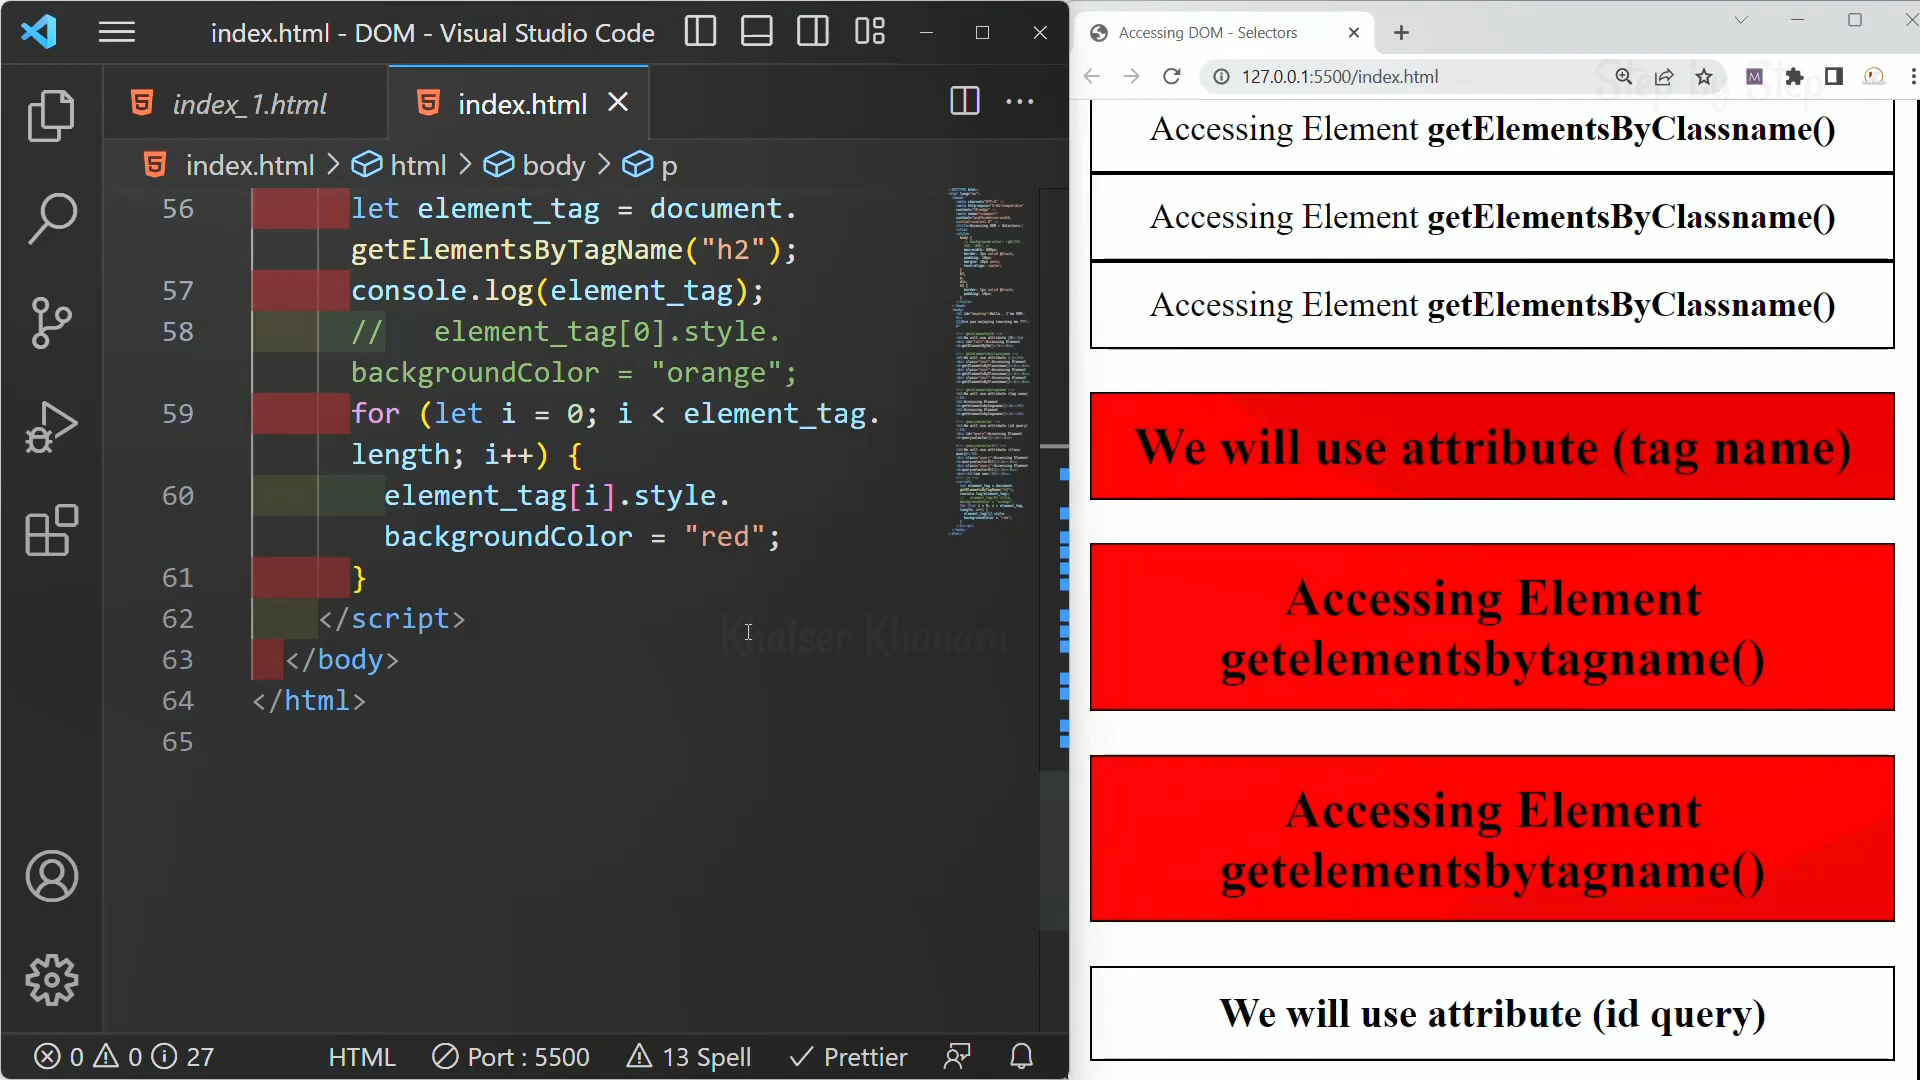 index.html - DOM - Visual Studio Code
index_1.html
index.html
index.html > html > body > p
56 let element_tag = document.
getElementsByTagName("h2");
57 console.log(element_tag);
58 // element_tag[0].style.
backgroundColor = "orange";
59 for (let i = 0; i < element_tag.
length; i++) {
60 element_tag[i].style.
backgroundColor = "red";
61 }
62 </script>
63 </body>
64 </html>
65
Khaiser Khanam
0 0 27 HTML Port : 5500 13 Spell Prettier
Accessing DOM - Selectors
127.0.0.1:5500/index.html
Step by Step
Accessing Element getElementsByClassname()
Accessing Element getElementsByClassname()
Accessing Element getElementsByClassname()
We will use attribute (tag name)
Accessing Element
getelementsbytagname()
Accessing Element
getelementsbytagname()
We will use attribute (id query)